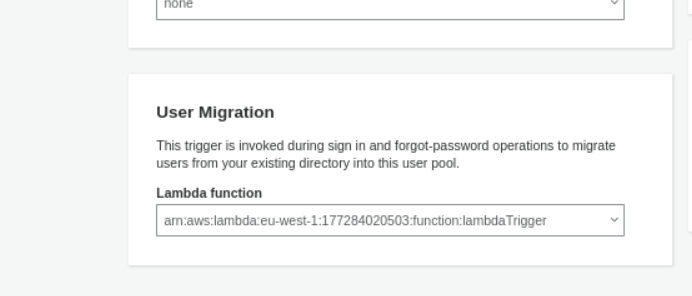 none
User Migration
This trigger is invoked during sign in and forgot-password operations to migrate
users from your existing directory into this user pool.
Lambda function
arn:aws:lambda:eu-west-1:177284020503:function:lambdaTrigger